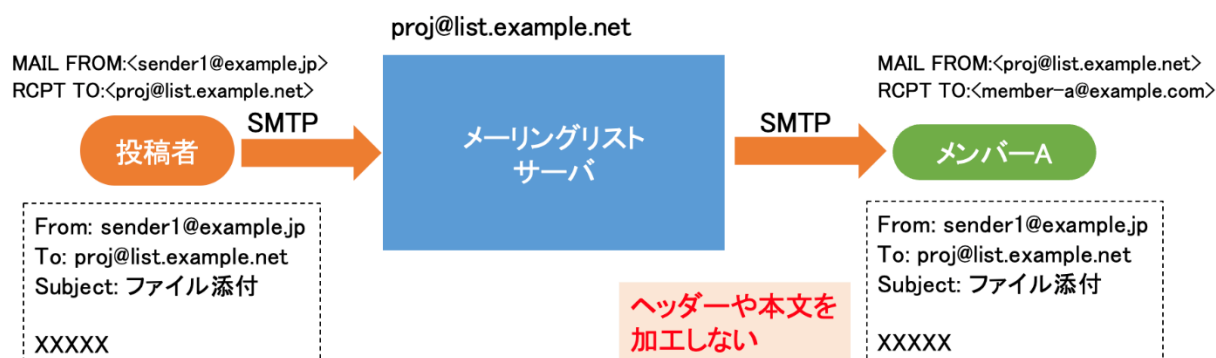 proj@list.example.net
MAIL FROM:<sender1@example.jp>
RCPT TO:<proj@list.example.net>
MAIL FROM:<proj@list.example.net>
RCPT TO:<member-a@example.com>
投稿者
SMTP
メーリングリスト
サーバ
SMTP
メンバーA
From: sender1@example.jp
To: proj@list.example.net
Subject: ファイル添付
XXXXX
ヘッダーや本文を
加工しない
From: sender1@example.jp
To: proj@list.example.net
Subject: ファイル添付
XXXXX